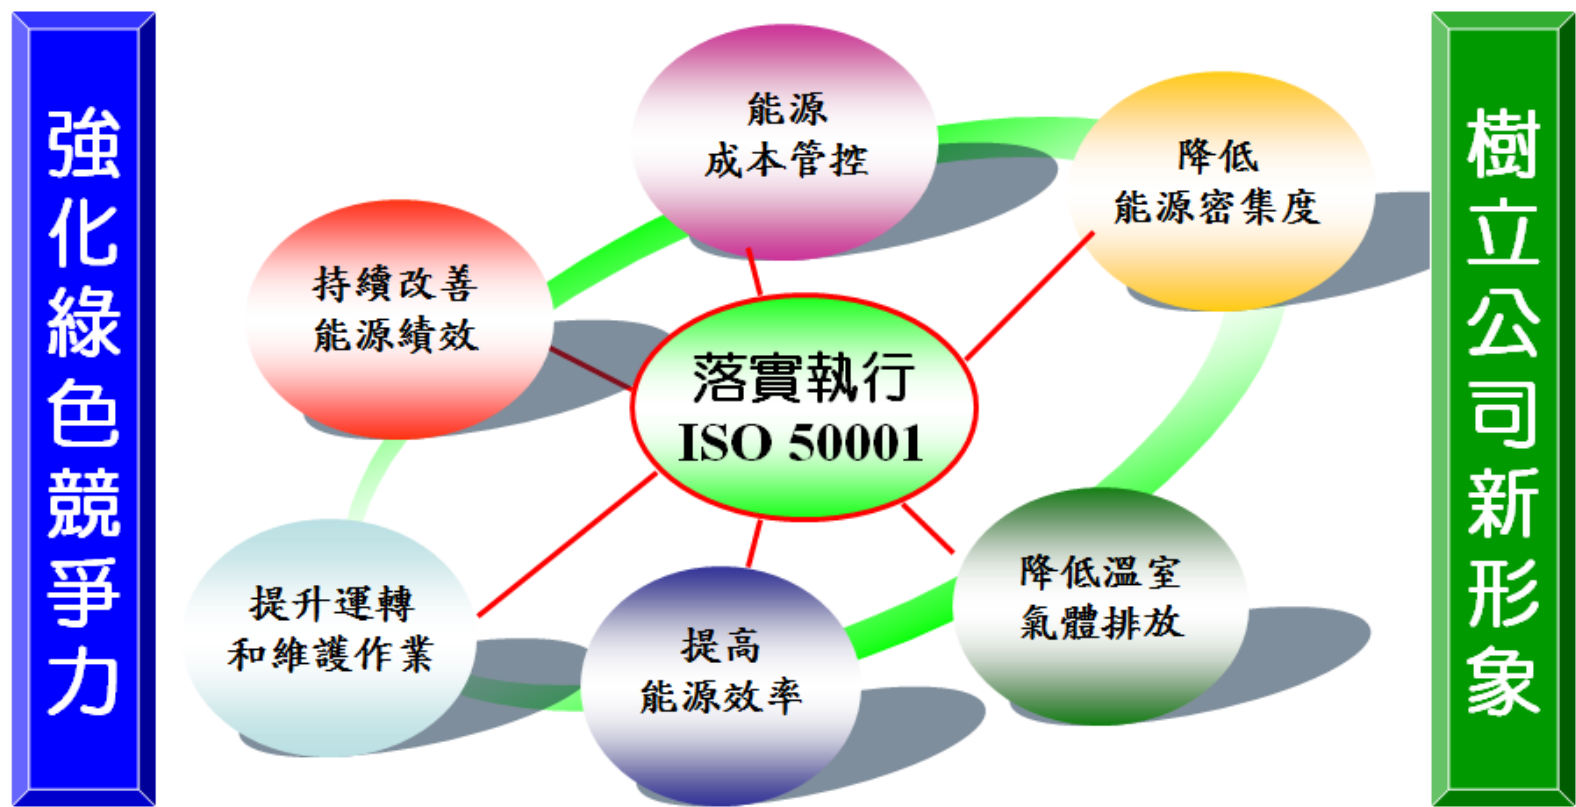 強化綠色競爭力
能源
成本管控
降低
能源密集度
持續改善
能源績效
落實執行
ISO 50001
提升運轉
和維護作業
提高
能源效率
降低溫室
氣體排放
樹立公司新形象